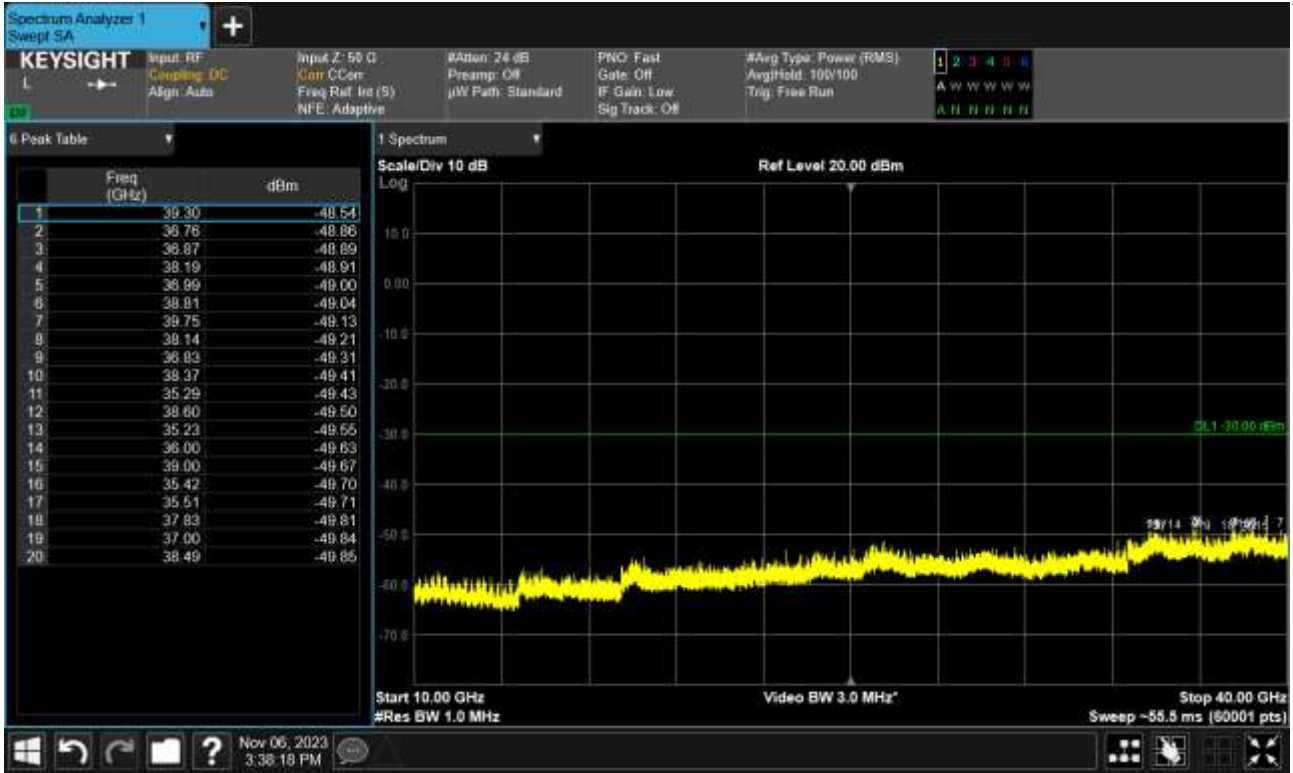 Spectrum Analyzer 1
Swept SA
+
KEYSIGHT
L
Input: RF
Coupling: DC
Align: Auto
Input Z: 50 Ω
Corr CCorr
Freq Ref: Int (S)
NFE: Adaptive
#Atten: 24 dB
Preamp: Off
µW Path: Standard
PNO: Fast
Gate: Off
IF Gain: Low
Sig Track: Off
#Avg Type: Power (RMS)
Avg|Hold: 100/100
Trig: Free Run
1 2 3 4 5 6
A W W W W W
A N N N N N
6 Peak Table
Freq (GHz) dBm
1 39.30 -48.54
2 36.76 -48.86
3 36.87 -48.89
4 38.19 -48.91
5 36.99 -49.00
6 38.81 -49.04
7 39.75 -49.13
8 38.14 -49.21
9 36.83 -49.31
10 38.37 -49.41
11 35.29 -49.43
12 38.60 -49.50
13 35.23 -49.55
14 36.00 -49.63
15 39.00 -49.67
16 35.42 -49.70
17 35.51 -49.71
18 37.83 -49.81
19 37.00 -49.84
20 38.49 -49.85
1 Spectrum
Scale/Div 10 dB
Ref Level 20.00 dBm
Log
10.0
0.00
-10.0
-20.0
-30.0
DL1 -30.00 dBm
-40.0
-50.0
-60.0
-70.0
Start 10.00 GHz
Video BW 3.0 MHz*
Stop 40.00 GHz
#Res BW 1.0 MHz
Sweep ~55.5 ms (60001 pts)
?
Nov 06, 2023
3:38:18 PM